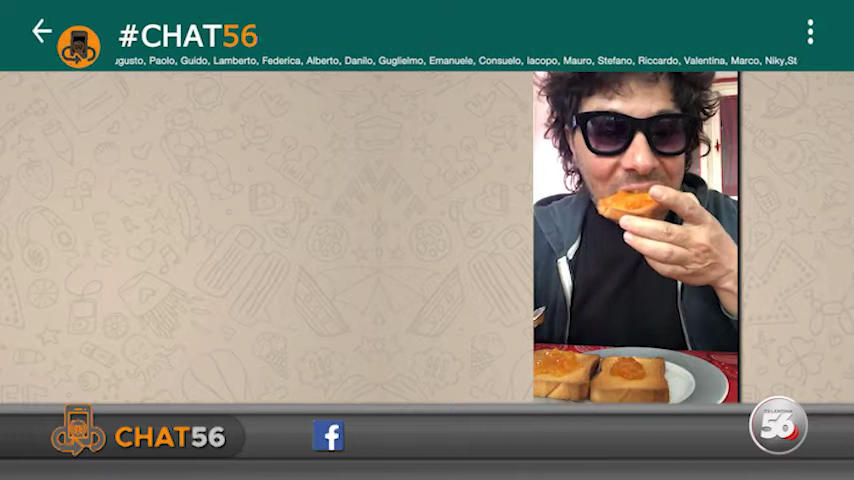 #CHAT56
gusto, Paolo, Guido, Lamberto, Federica, Alberto, Danilo, Guglielmo, Emanuele, Consuelo, Iacopo, Mauro, Stefano, Riccardo, Valentina, Marco, Niky,St
CHAT56
f
56